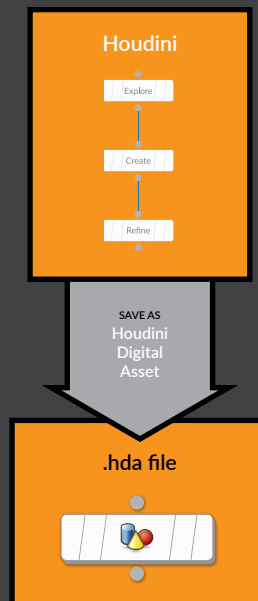 Houdini
Explore
Create
Refine
SAVE AS
Houdini
Digital
Asset
.hda file